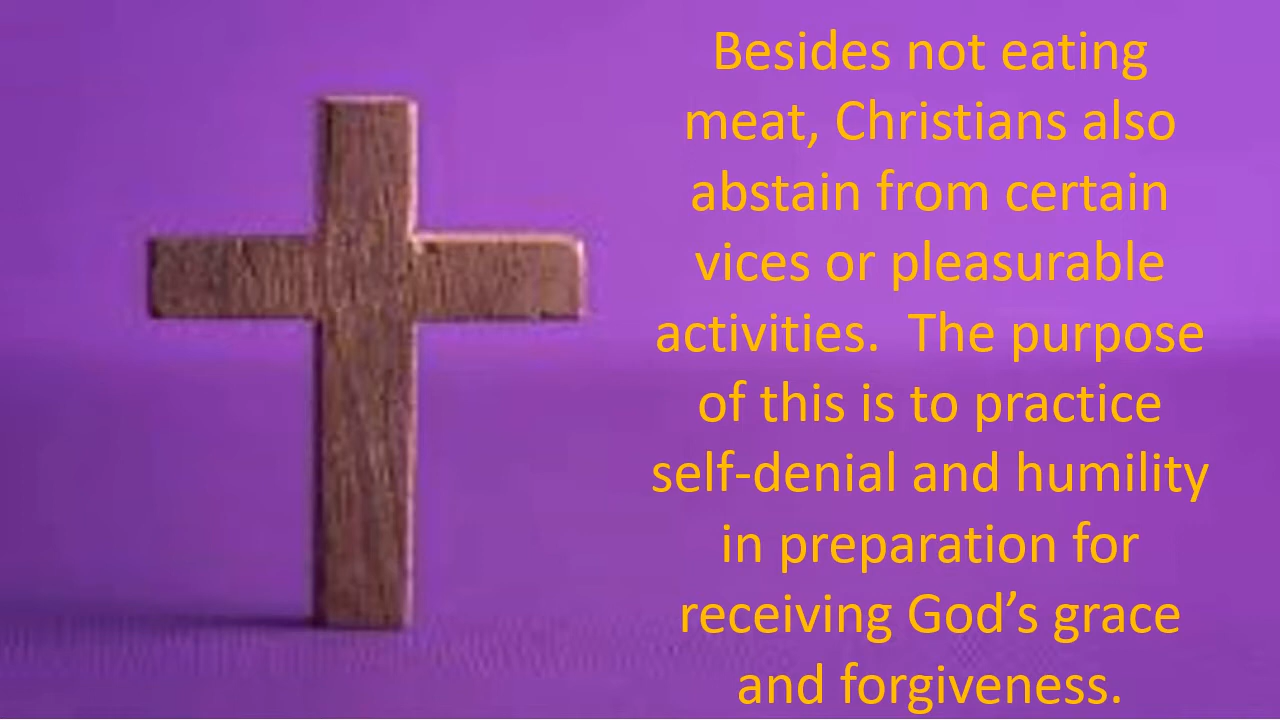 Besides not eating
meat, Christians also
abstain from certain
vices or pleasurable
activities.  The purpose
of this is to practice
self-denial and humility
in preparation for
receiving God’s grace
and forgiveness.